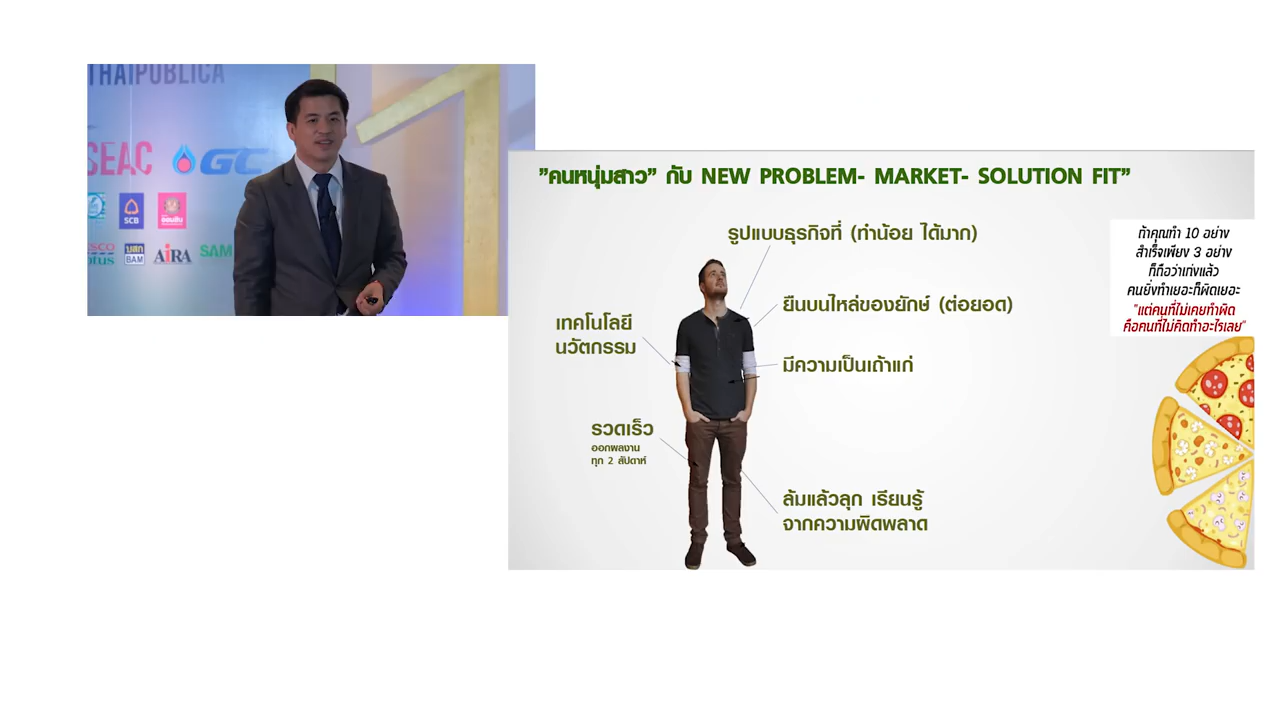 THAIPUBLICA
SEAC
GC
SCB
ออมสิน
บสก
BAM
AiRA
SAM
"คนหนุ่มสาว" กับ NEW PROBLEM- MARKET- SOLUTION FIT"
รูปแบบธุรกิจที่ (ทำน้อย ได้มาก)
ยืนบนไหล่ของยักษ์ (ต่อยอด)
เทคโนโลยี
นวัตกรรม
มีความเป็นเถ้าแก่
รวดเร็ว
ออกผลงาน
ทุก 2 สัปดาห์
ล้มแล้วลุก เรียนรู้
จากความผิดพลาด
ถ้าคุณทำ 10 อย่าง
สำเร็จเพียง 3 อย่าง
ก็ถือว่าเก่งแล้ว
คนยิ่งทำเยอะก็ผิดเยอะ
"แต่คนที่ไม่เคยทำผิด
คือคนที่ไม่คิดทำอะไรเลย"